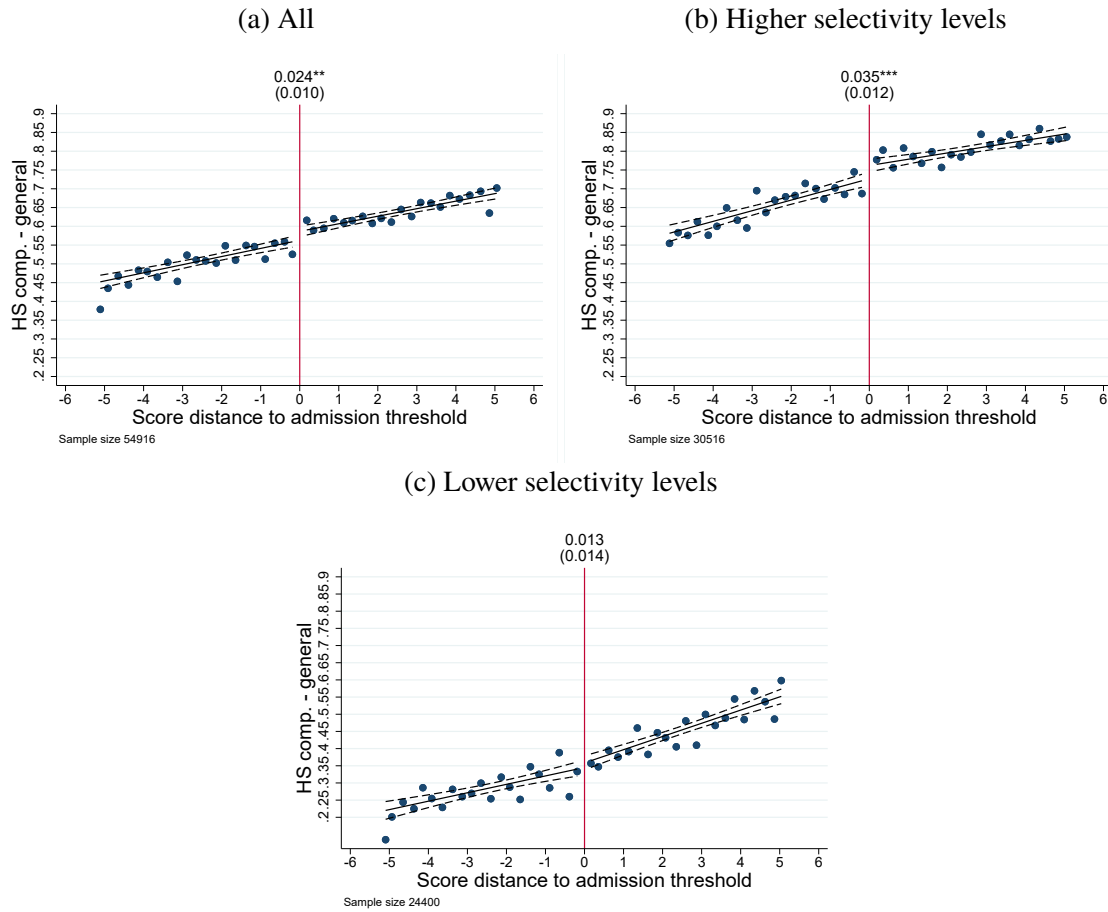 (a) All
0.024**
(0.010)
HS comp. - general
.2.25.3.35.4.45.5.55.6.65.7.75.8.85.9
-6 -5 -4 -3 -2 -1 0 1 2 3 4 5 6
Score distance to admission threshold
Sample size 54916
(b) Higher selectivity levels
0.035***
(0.012)
HS comp. - general
.2.25.3.35.4.45.5.55.6.65.7.75.8.85.9
-6 -5 -4 -3 -2 -1 0 1 2 3 4 5 6
Score distance to admission threshold
Sample size 30516
(c) Lower selectivity levels
0.013
(0.014)
HS comp. - general
.2.25.3.35.4.45.5.55.6.65.7.75.8.85.9
-6 -5 -4 -3 -2 -1 0 1 2 3 4 5 6
Score distance to admission threshold
Sample size 24400